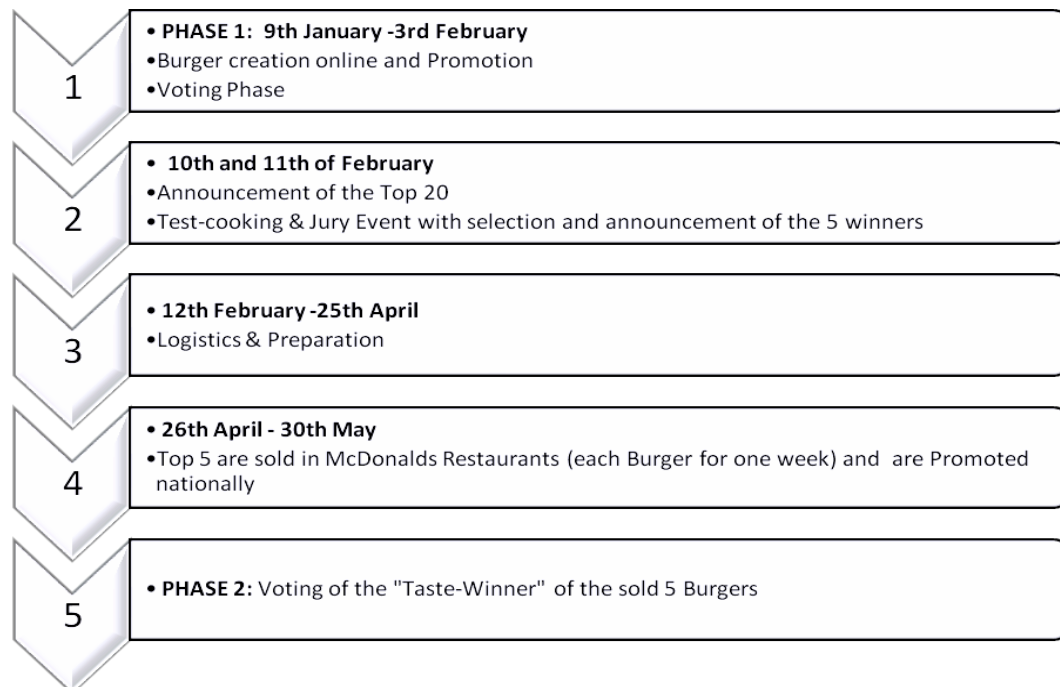 1
• PHASE 1: 9th January -3rd February
•Burger creation online and Promotion
•Voting Phase
2
• 10th and 11th of February
•Announcement of the Top 20
•Test-cooking & Jury Event with selection and announcement of the 5 winners
3
• 12th February -25th April
•Logistics & Preparation
4
• 26th April - 30th May
•Top 5 are sold in McDonalds Restaurants (each Burger for one week) and are Promoted
nationally
5
• PHASE 2: Voting of the "Taste-Winner" of the sold 5 Burgers